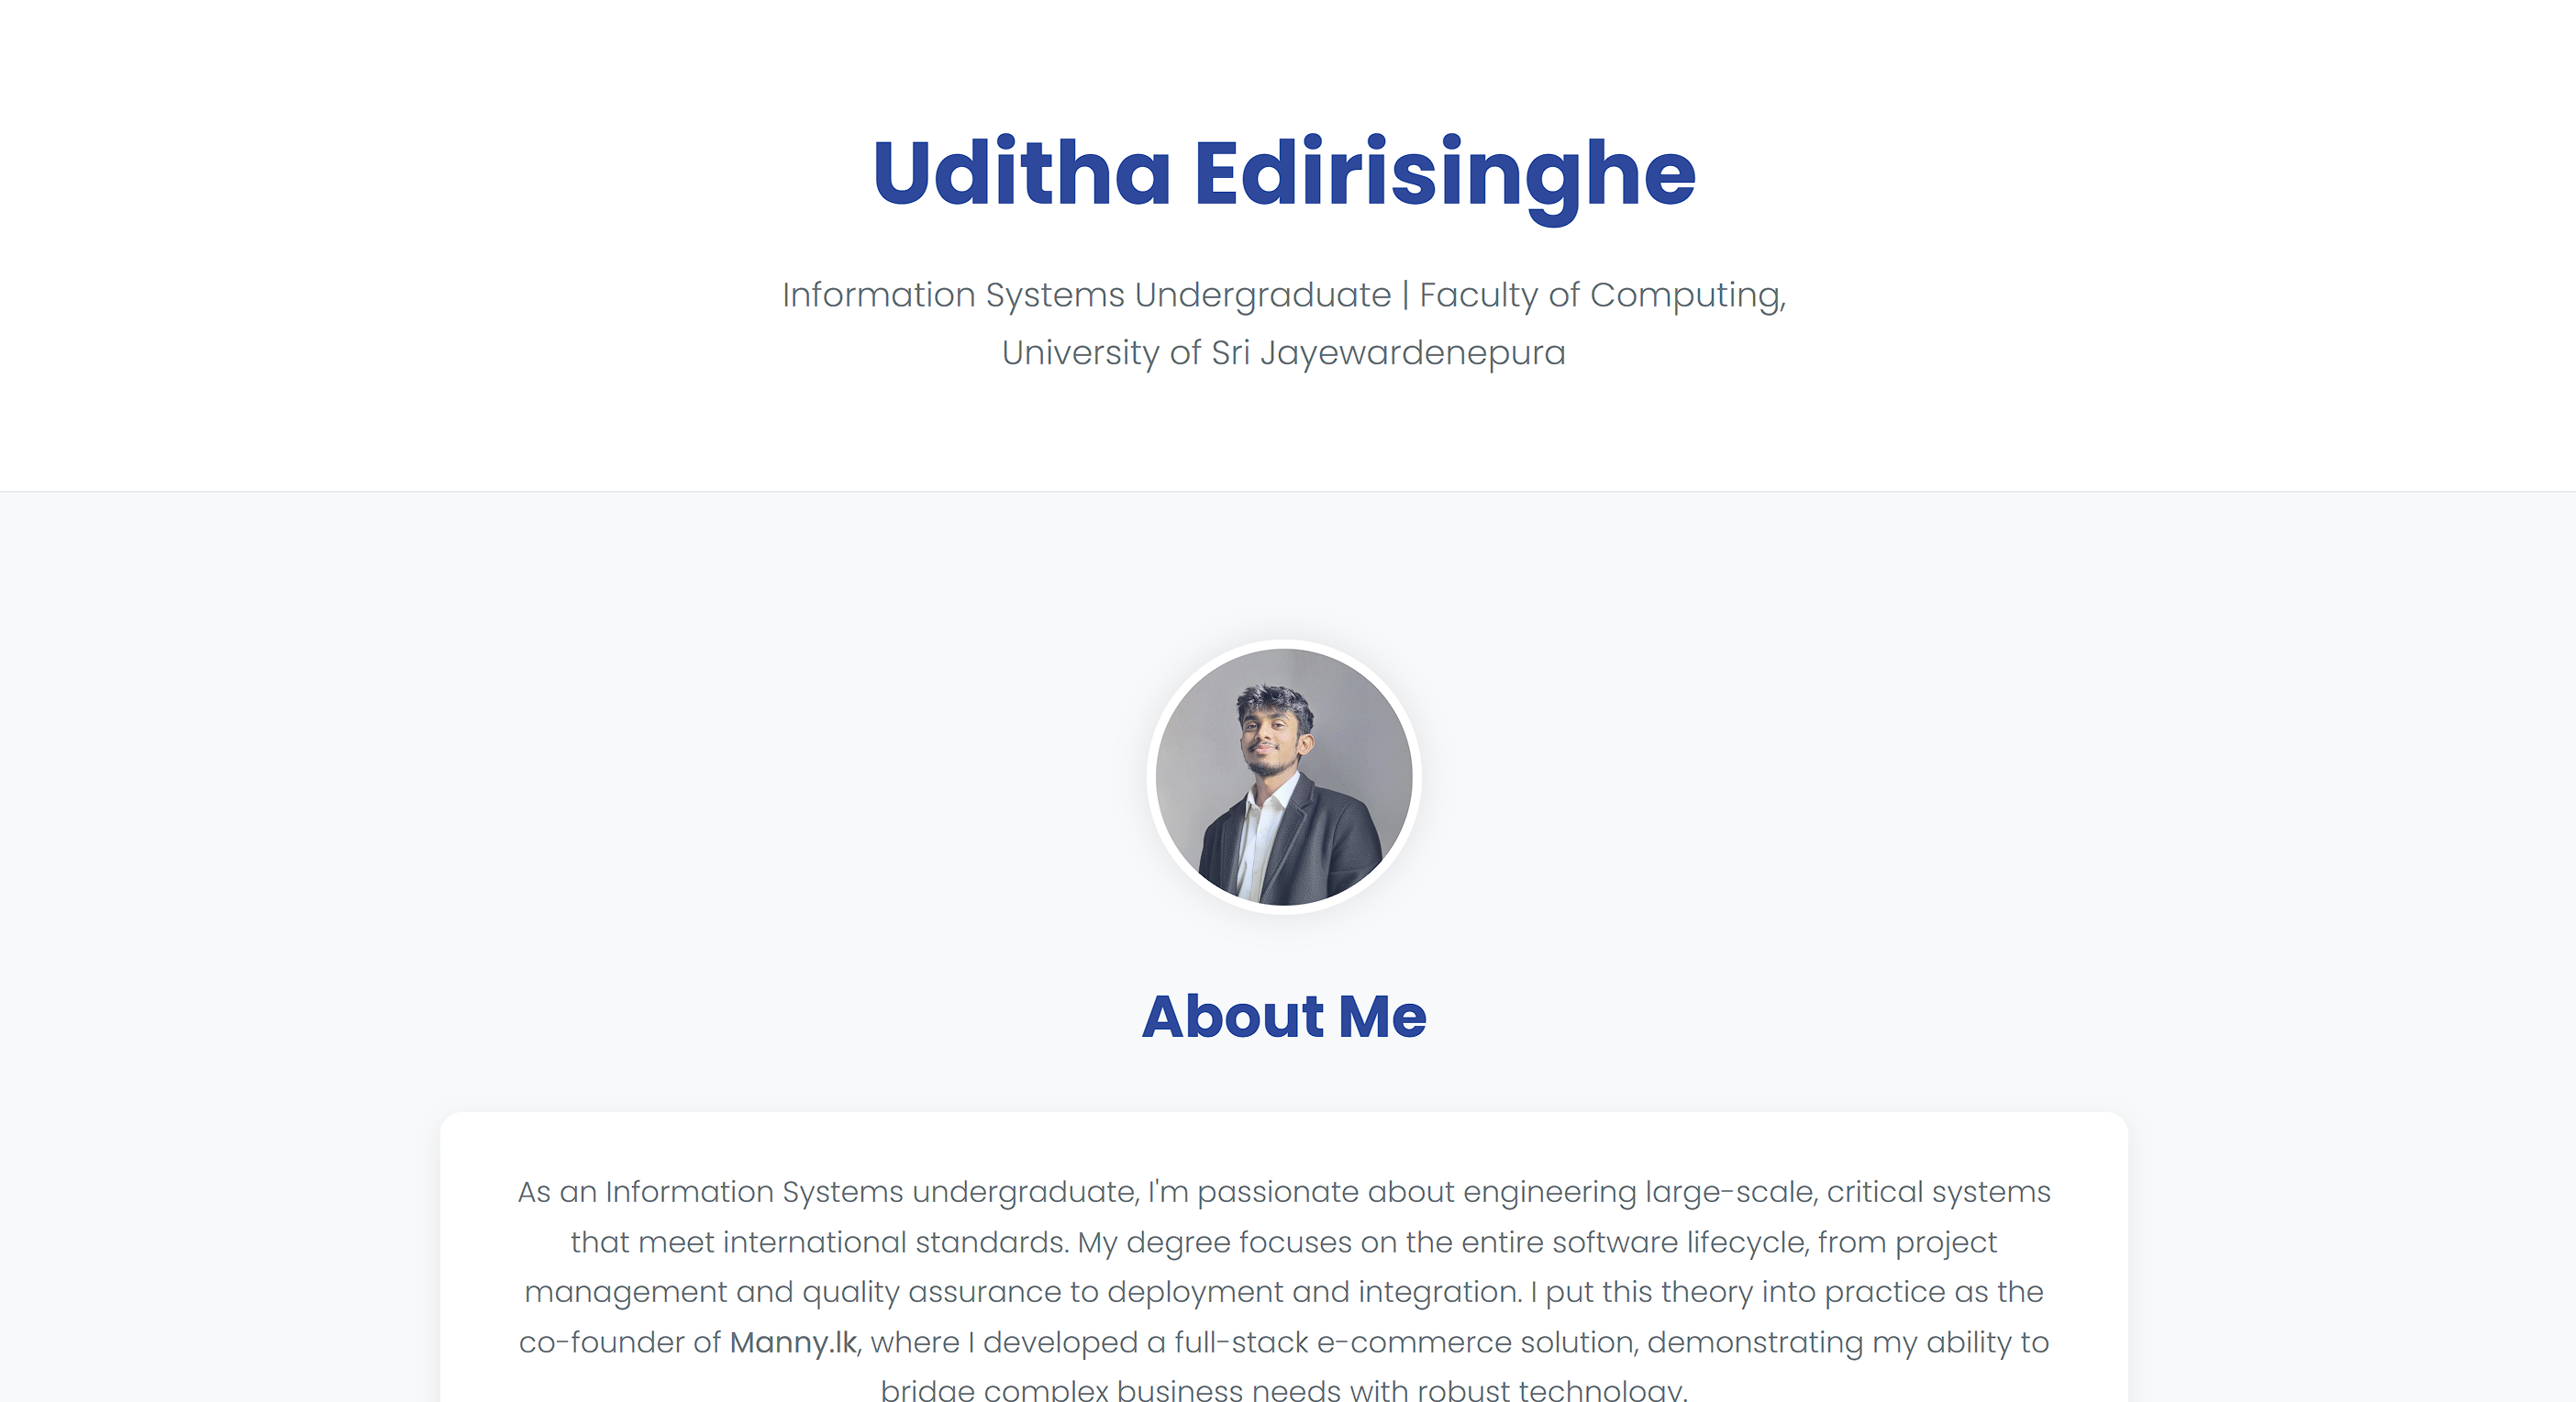 Uditha Edirisinghe
Information Systems Undergraduate | Faculty of Computing,
University of Sri Jayewardenepura
About Me
As an Information Systems undergraduate, I'm passionate about engineering large-scale, critical systems
that meet international standards. My degree focuses on the entire software lifecycle, from project
management and quality assurance to deployment and integration. I put this theory into practice as the
co-founder of Manny.lk, where I developed a full-stack e-commerce solution, demonstrating my ability to
bridge complex business needs with robust technology.